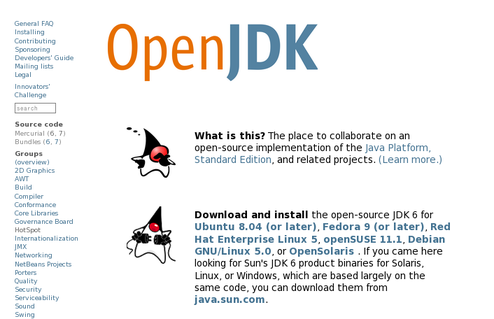 General FAQ
Installing
Contributing
Sponsoring
Developers' Guide
Mailing lists
Legal
Innovators'
Challenge
search
Source code
Mercurial (6, 7)
Bundles (6, 7)
Groups
(overview)
2D Graphics
AWT
Build
Compiler
Conformance
Core Libraries
Governance Board
HotSpot
Internationalization
JMX
Networking
NetBeans Projects
Porters
Quality
Security
Serviceability
Sound
Swing
OpenJDK
What is this? The place to collaborate on an
open-source implementation of the Java Platform,
Standard Edition, and related projects. (Learn more.)
Download and install the open-source JDK 6 for
Ubuntu 8.04 (or later), Fedora 9 (or later), Red
Hat Enterprise Linux 5, openSUSE 11.1, Debian
GNU/Linux 5.0, or OpenSolaris . If you came here
looking for Sun's JDK 6 product binaries for Solaris,
Linux, or Windows, which are based largely on the
same code, you can download them from
java.sun.com.